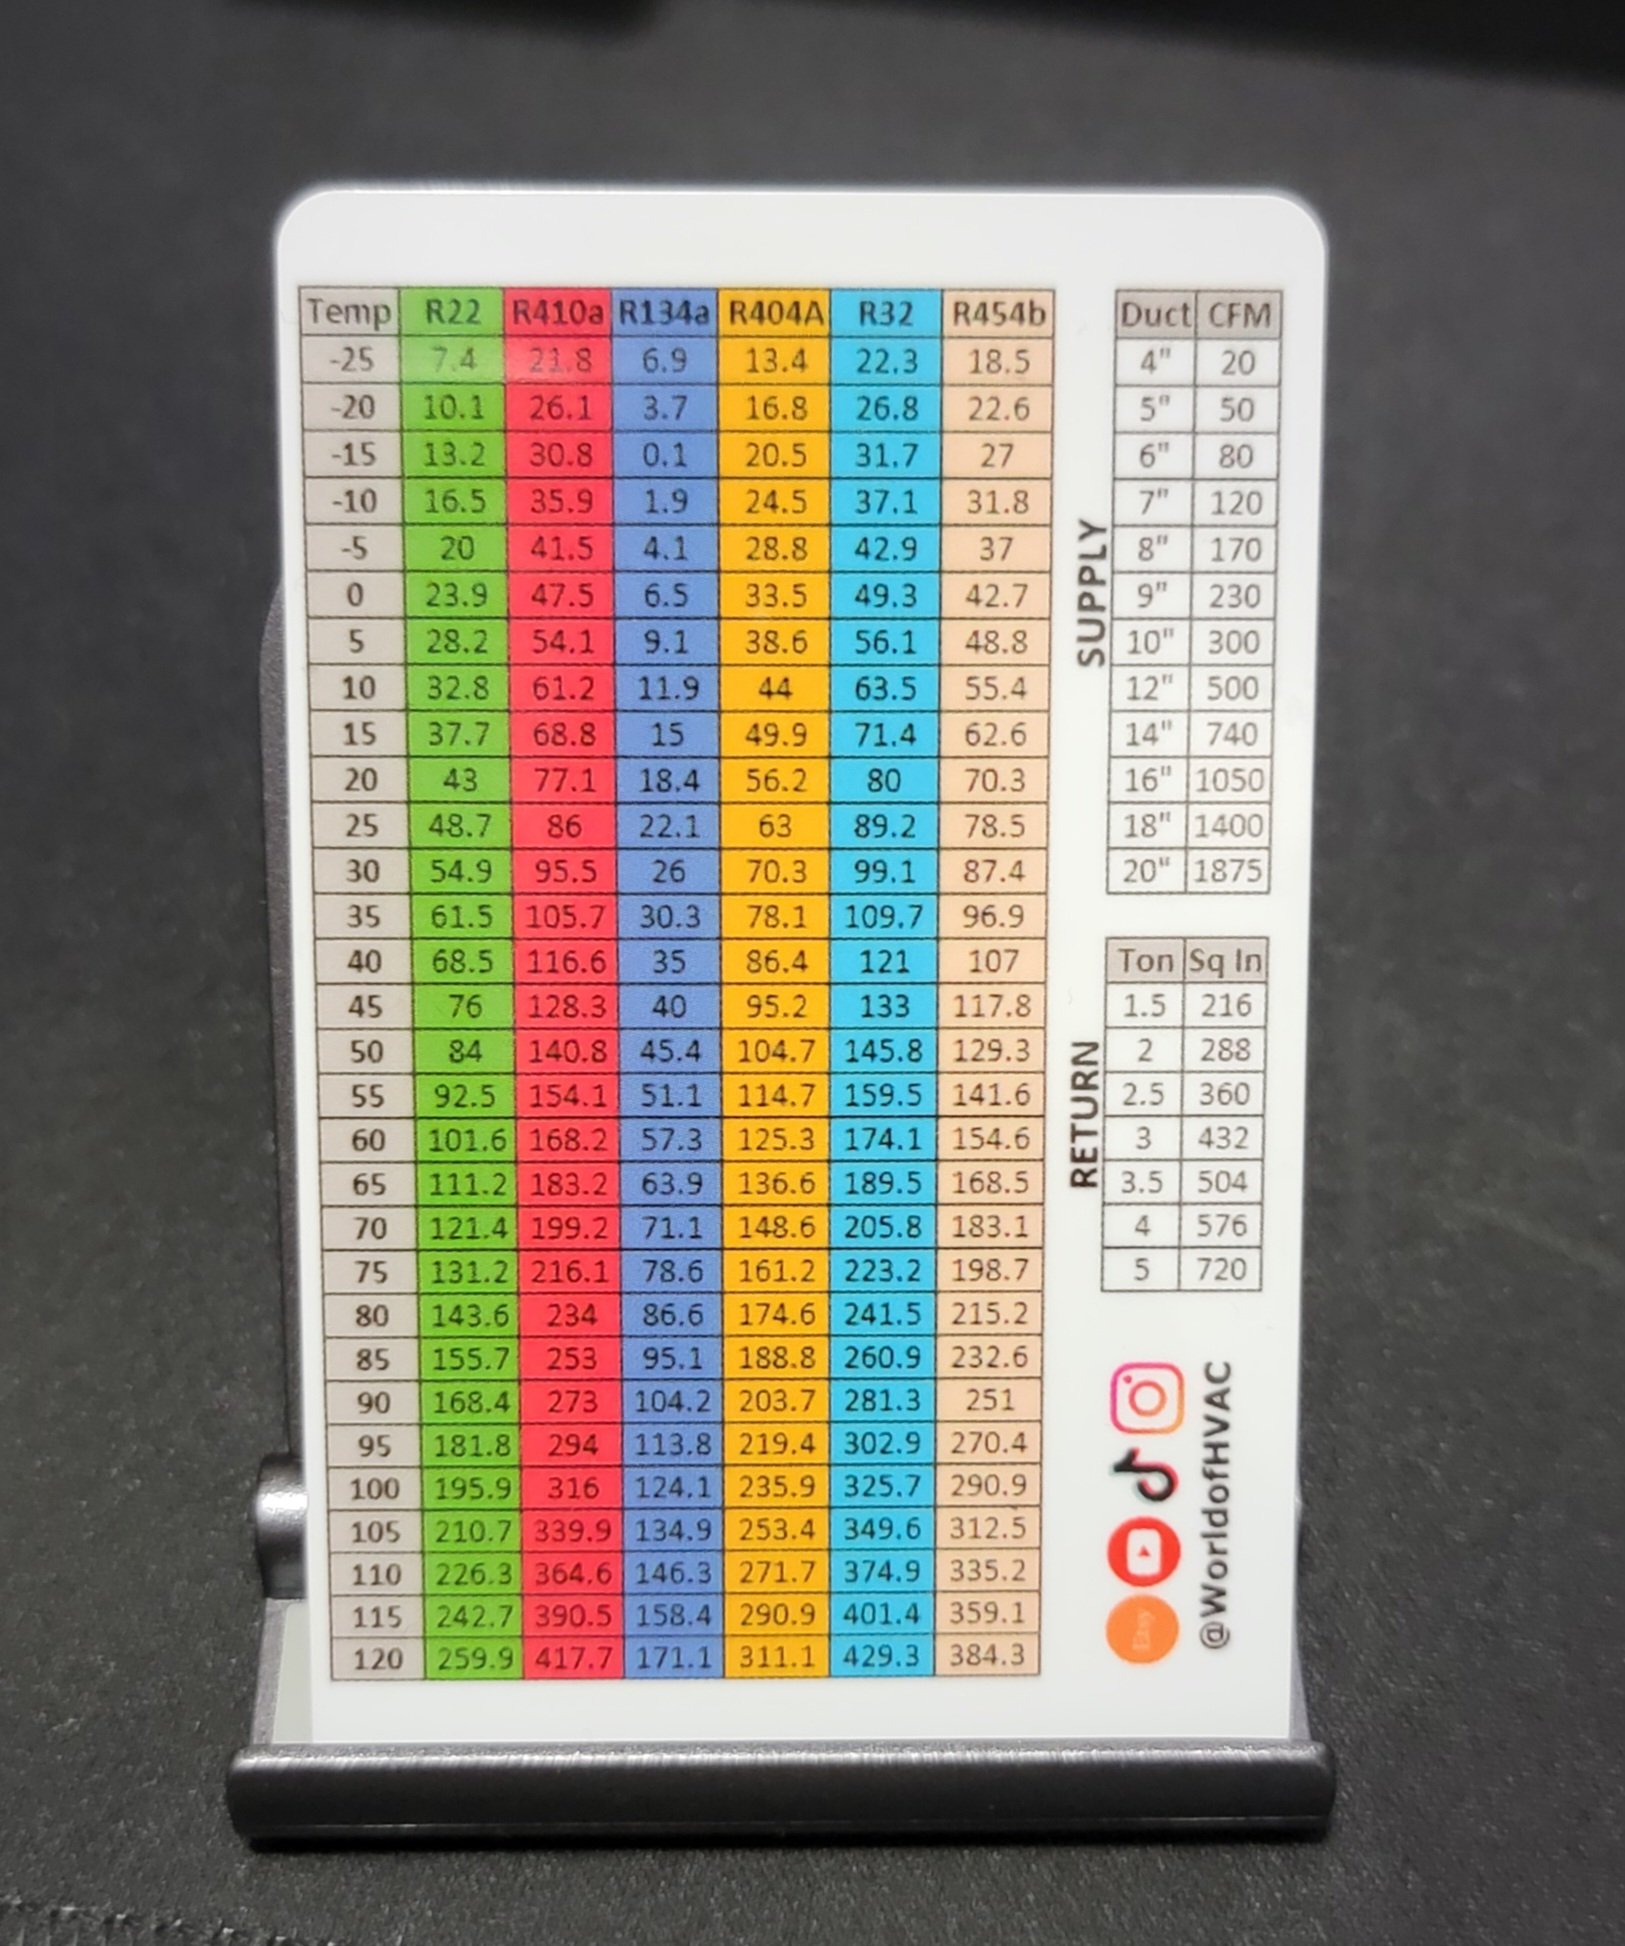 Temp R22 R410a R134a R404A R32 R454b
-25 7.4 21.8 6.9 13.4 22.3 18.5
-20 10.1 26.1 3.7 16.8 26.8 22.6
-15 13.2 30.8 0.1 20.5 31.7 27
-10 16.5 35.9 1.9 24.5 37.1 31.8
-5 20 41.5 4.1 28.8 42.9 37
0 23.9 47.5 6.5 33.5 49.3 42.7
5 28.2 54.1 9.1 38.6 56.1 48.8
10 32.8 61.2 11.9 44 63.5 55.4
15 37.7 68.8 15 49.9 71.4 62.6
20 43 77.1 18.4 56.2 80 70.3
25 48.7 86 22.1 63 89.2 78.5
30 54.9 95.5 26 70.3 99.1 87.4
35 61.5 105.7 30.3 78.1 109.7 96.9
40 68.5 116.6 35 86.4 121 107
45 76 128.3 40 95.2 133 117.8
50 84 140.8 45.4 104.7 145.8 129.3
55 92.5 154.1 51.1 114.7 159.5 141.6
60 101.6 168.2 57.3 125.3 174.1 154.6
65 111.2 183.2 63.9 136.6 189.5 168.5
70 121.4 199.2 71.1 148.6 205.8 183.1
75 131.2 216.1 78.6 161.2 223.2 198.7
80 143.6 234 86.6 174.6 241.5 215.2
85 155.7 253 95.1 188.8 260.9 232.6
90 168.4 273 104.2 203.7 281.3 251
95 181.8 294 113.8 219.4 302.9 270.4
100 195.9 316 124.1 235.9 325.7 290.9
105 210.7 339.9 134.9 253.4 349.6 312.5
110 226.3 364.6 146.3 271.7 374.9 335.2
115 242.7 390.5 158.4 290.9 401.4 359.1
120 259.9 417.7 171.1 311.1 429.3 384.3
SUPPLY
Duct CFM
4" 20
5" 50
6" 80
7" 120
8" 170
9" 230
10" 300
12" 500
14" 740
16" 1050
18" 1400
20" 1875
RETURN
Ton Sq In
1.5 216
2 288
2.5 360
3 432
3.5 504
4 576
5 720
Etsy
@WorldofHVAC